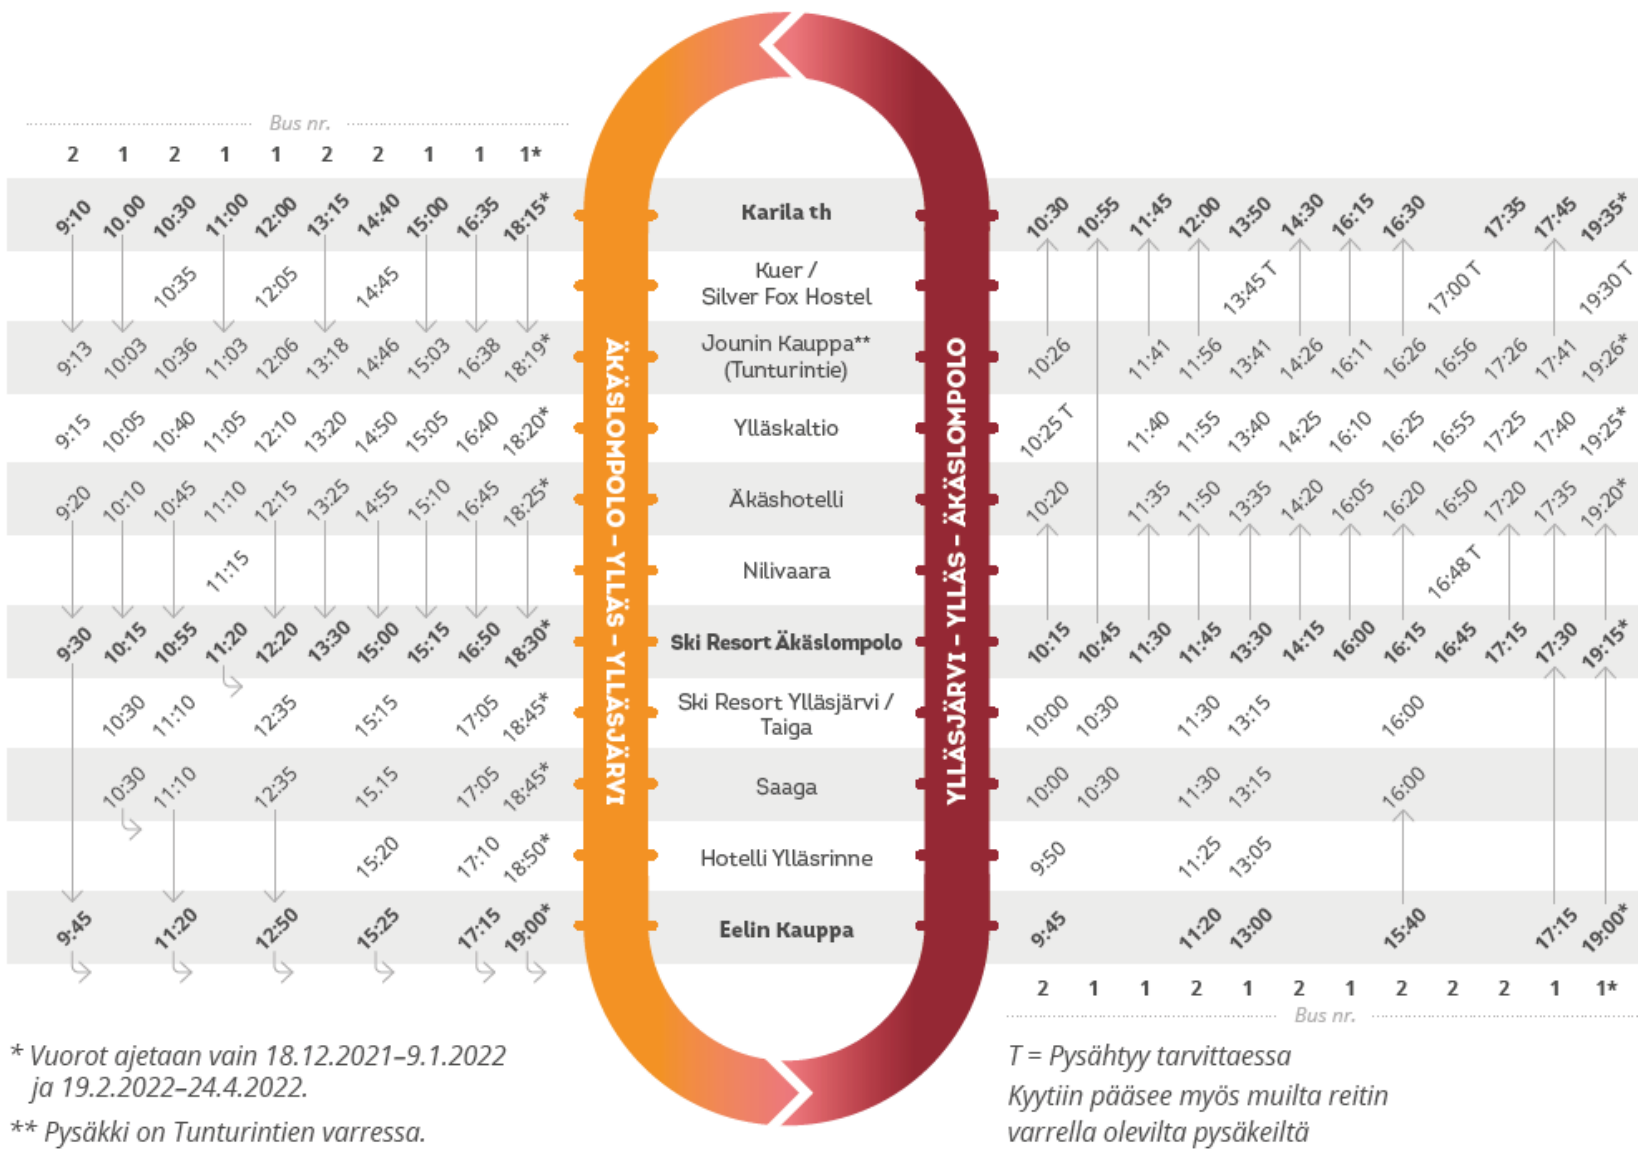 Bus nr.
2 1 2 1 1 2 2 1 1 1*
9:10 10.00 10:30 11:00 12:00 13:15 14:40 15:00 16:35 18:15* Karila th 10:30 10:55 11:45 12:00 13:50 14:30 16:15 16:30 17:35 17:45 19:35*
10:35 12:05 14:45 Kuer / 13:45 T 17:00 T 19:30 T
Silver Fox Hostel
9:13 10:03 10:36 11:03 12:06 13:18 14:46 15:03 16:38 18:19* Jounin Kauppa** 10:26 11:41 11:56 13:41 14:26 16:11 16:26 16:56 17:26 17:41 19:26*
(Tunturintie)
9:15 10:05 10:40 11:05 12:10 13:20 14:50 15:05 16:40 18:20* Ylläskaltio 10:25 T 11:40 11:55 13:40 14:25 16:10 16:25 16:55 17:25 17:40 19:25*
9:20 10:10 10:45 11:10 12:15 13:25 14:55 15:10 16:45 18:25* Äkäshotelli 10:20 11:35 11:50 13:35 14:20 16:05 16:20 16:50 17:20 17:35 19:20*
11:15 Nilivaara 16:48 T
9:30 10:15 10:55 11:20 12:20 13:30 15:00 15:15 16:50 18:30* Ski Resort Äkäslompolo 10:15 10:45 11:30 11:45 13:30 14:15 16:00 16:15 16:45 17:15 17:30 19:15*
10:30 11:10 12:35 15:15 17:05 18:45* Ski Resort Ylläsjärvi / 10:00 10:30 11:30 13:15 16:00
Taiga
10:30 11:10 12:35 15.15 17:05 18:45* Saaga 10:00 10:30 11:30 13:15 16:00
15:20 17:10 18:50* Hotelli Ylläsrinne 9:50 11:25 13:05
9:45 11:20 12:50 15:25 17:15 19:00* Eelin Kauppa 9:45 11:20 13:00 15:40 17:15 19:00*
2 1 1 2 1 2 1 2 2 2 1 1*
Bus nr.
ÄKÄSLOMPOLO – YLLÄS – YLLÄSJÄRVI
YLLÄSJÄRVI – YLLÄS – ÄKÄSLOMPOLO
* Vuorot ajetaan vain 18.12.2021–9.1.2022
ja 19.2.2022–24.4.2022.
** Pysäkki on Tunturintien varressa.
T = Pysähtyy tarvittaessa
Kyytiin pääsee myös muilta reitin
varrella olevilta pysäkeiltä